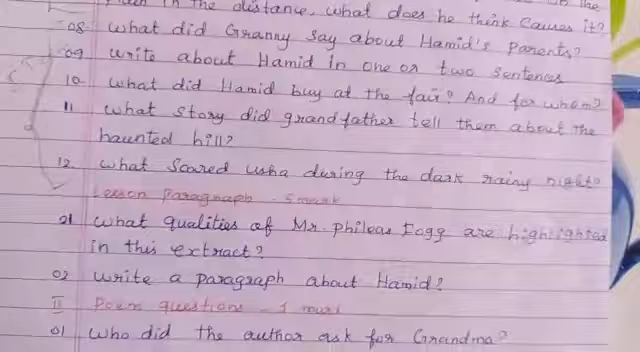 in the distance, what does he think causes it?
08. What did Granny say about Hamid's parents?
09 write about Hamid in one or two sentences
10 what did Hamid buy at the fair? And for whom?
11 what story did grandfather tell them about the
haunted hill?
12 what scared usha during the dark rainy night?
Lesson Paragraph - 5 mark
01 what qualities of Mr. Phileas Fogg are highlighted
in this extract?
02 write a paragraph about Hamid?
II Poem questions - 1 mark
01 Who did the author ask for Grandma?